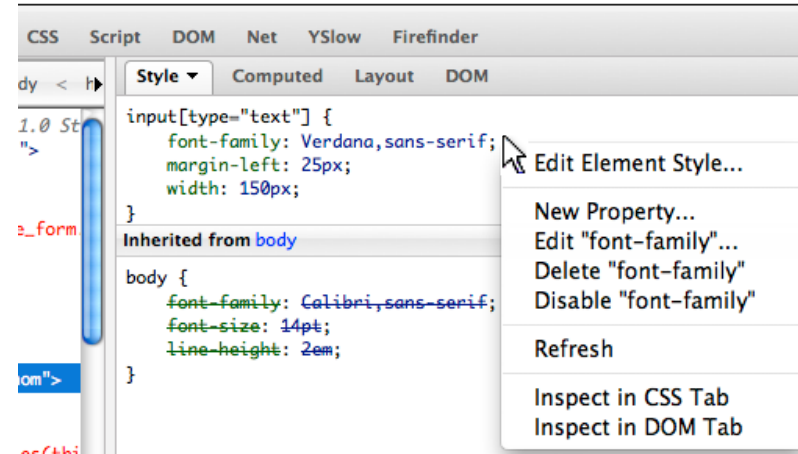 CSS Script DOM Net YSlow Firefinder
dy < h
Style ▼ Computed Layout DOM
1.0 St
">
e_form
om">
input[type="text"] {
font-family: Verdana,sans-serif;
margin-left: 25px;
width: 150px;
}
Inherited from body
body {
font-family: Calibri,sans-serif;
font-size: 14pt;
line-height: 2em;
}
Edit Element Style...
New Property...
Edit "font-family"...
Delete "font-family"
Disable "font-family"
Refresh
Inspect in CSS Tab
Inspect in DOM Tab